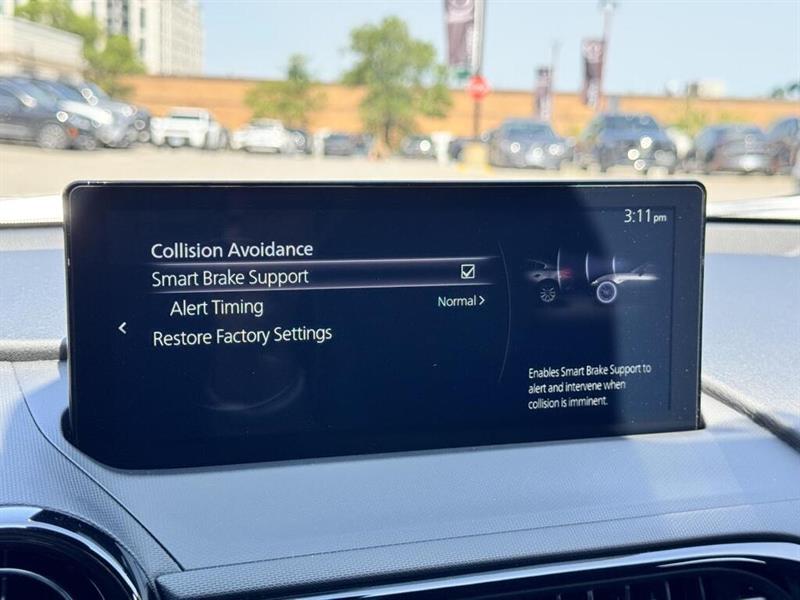 3:11 pm
Collision Avoidance
Smart Brake Support
Alert Timing
Normal
Restore Factory Settings
Enables Smart Brake Support to
alert and intervene when
collision is imminent.